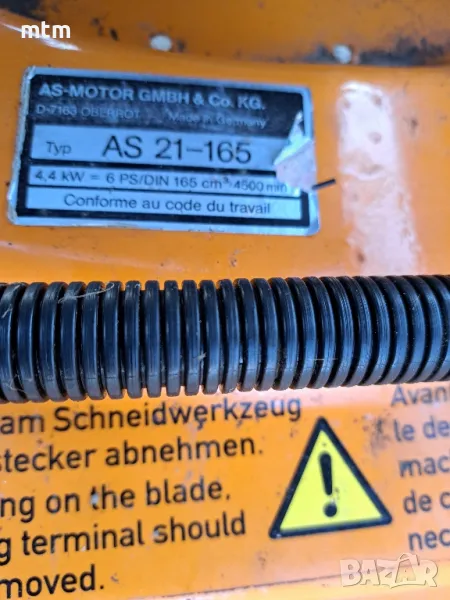 mtm
AS-MOTOR GMBH & Co. KG.
D-7163 OBERROT Made in Germany
Typ AS 21-165
4,4 kW = 6 PS/DIN 165 cm³ 4500 min
Conforme au code du travail
am Schneidwerkzeug
stecker abnehmen.
ng on the blade,
g terminal should
moved.
Avan
le de
mac
de c
nec
BAZAR